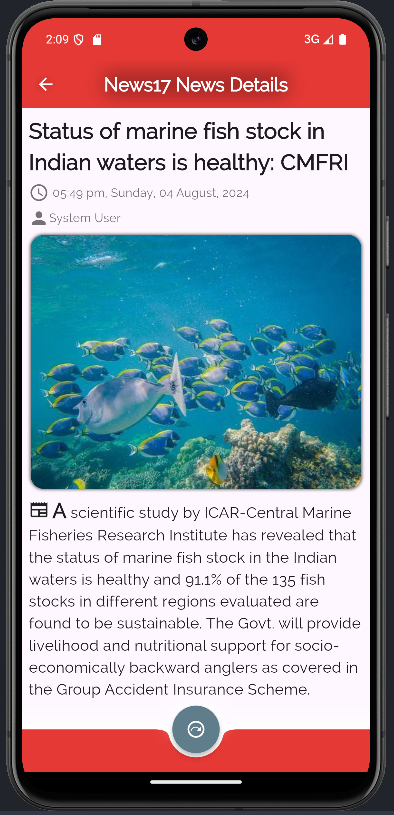 2:09 3G
News17 News Details
Status of marine fish stock in
Indian waters is healthy: CMFRI
05:49 pm, Sunday, 04 August, 2024
System User
A scientific study by ICAR-Central Marine
Fisheries Research Institute has revealed that
the status of marine fish stock in the Indian
waters is healthy and 91.1% of the 135 fish
stocks in different regions evaluated are
found to be sustainable. The Govt. will provide
livelihood and nutritional support for socio-
economically backward anglers as covered in
the Group Accident Insurance Scheme.